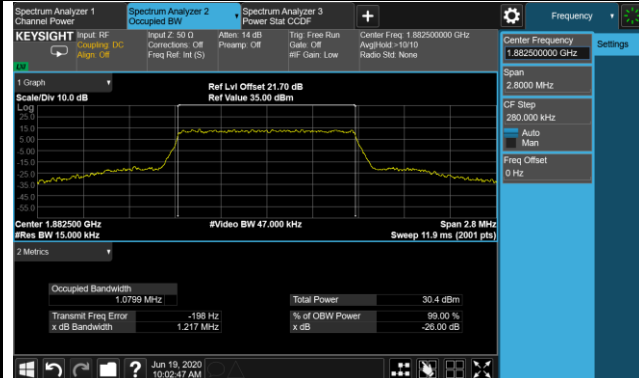 Spectrum Analyzer 1
Channel Power
Spectrum Analyzer 2
Occupied BW
Spectrum Analyzer 3
Power Stat CCDF
+
Frequency
KEYSIGHT
Input: RF
Coupling: DC
Align: Off
Input Z: 50 Ω
Corrections: Off
Freq Ref: Int (S)
Atten: 14 dB
Preamp: Off
Trig: Free Run
Gate: Off
#IF Gain: Low
Center Freq: 1.882500000 GHz
Avg|Hold:>10/10
Radio Std: None
LXI
Center Frequency
1.882500000 GHz
Settings
Span
2.8000 MHz
CF Step
280.000 kHz
Auto
Man
Freq Offset
0 Hz
1 Graph
Scale/Div 10.0 dB
Ref Lvl Offset 21.70 dB
Ref Value 35.00 dBm
Log
25.0
15.0
5.00
-5.00
-15.0
-25.0
-35.0
-45.0
-55.0
Center 1.882500 GHz
#Video BW 47.000 kHz
Span 2.8 MHz
#Res BW 15.000 kHz
Sweep 11.9 ms (2001 pts)
2 Metrics
Occupied Bandwidth
1.0799 MHz
Total Power
30.4 dBm
Transmit Freq Error
-198 Hz
% of OBW Power
99.00 %
x dB Bandwidth
1.217 MHz
x dB
-26.00 dB
?
Jun 19, 2020
10:02:47 AM